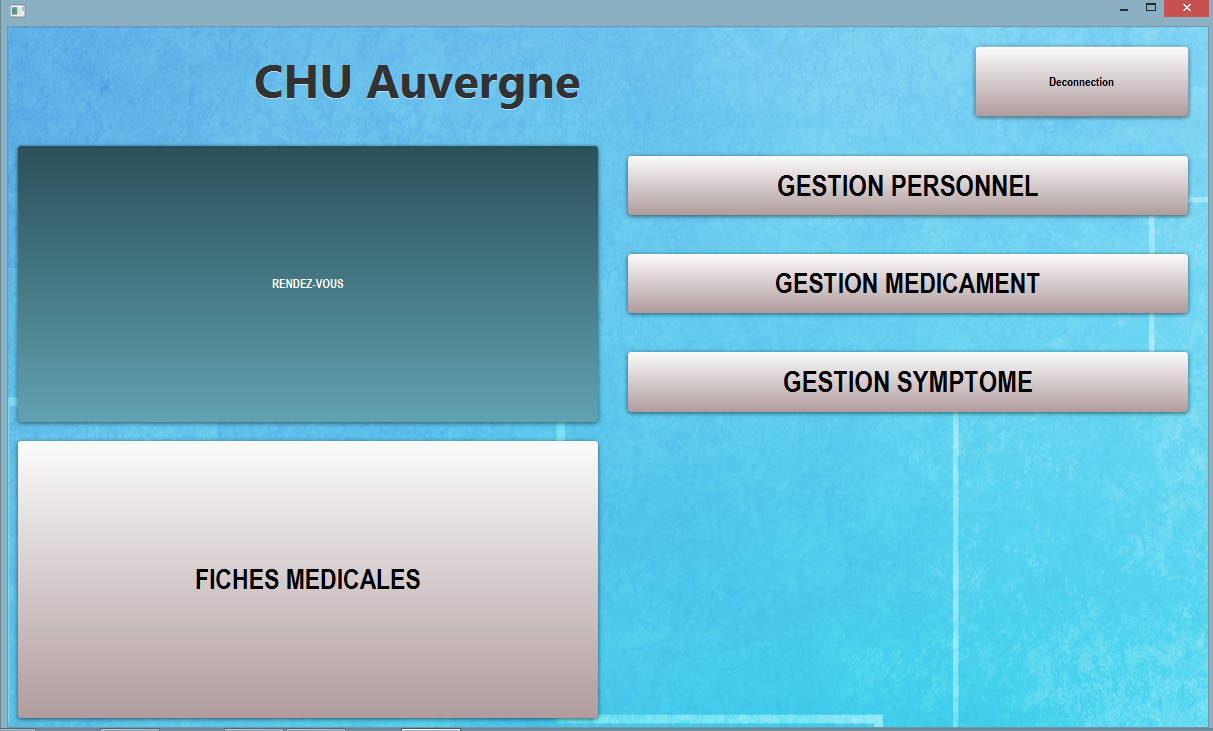 CHU Auvergne
Deconnection
RENDEZ-VOUS
GESTION PERSONNEL
GESTION MEDICAMENT
GESTION SYMPTOME
FICHES MEDICALES